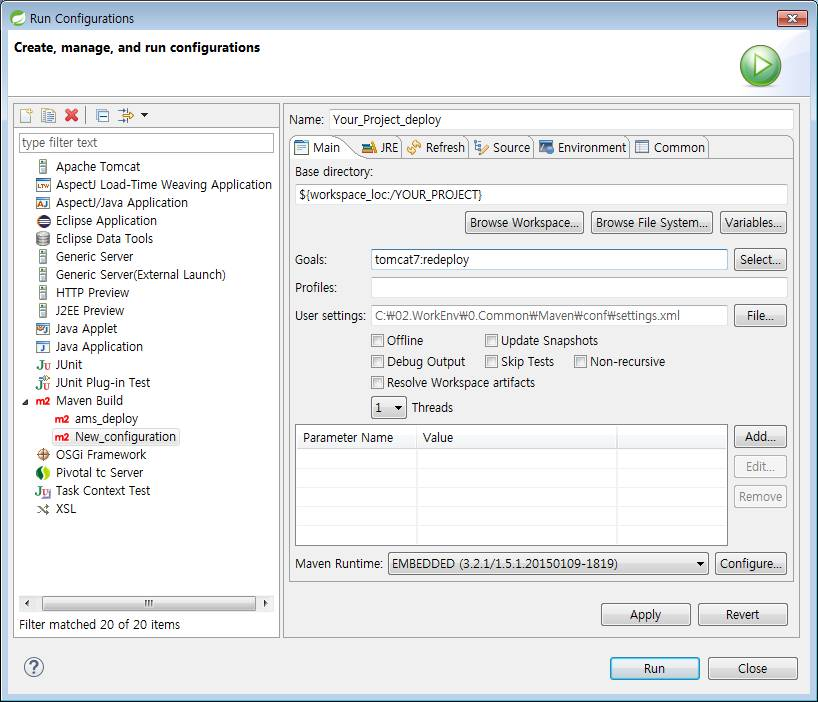 Run Configurations
Create, manage, and run configurations
type filter text
Apache Tomcat
AspectJ Load-Time Weaving Application
AspectJ/Java Application
Eclipse Application
Eclipse Data Tools
Generic Server
Generic Server(External Launch)
HTTP Preview
J2EE Preview
Java Applet
Java Application
JUnit
JUnit Plug-in Test
Maven Build
ams_deploy
New_configuration
OSGi Framework
Pivotal tc Server
Task Context Test
XSL
Filter matched 20 of 20 items
Name: Your_Project_deploy
Main JRE Refresh Source Environment Common
Base directory:
${workspace_loc:/YOUR_PROJECT}
Browse Workspace... Browse File System... Variables...
Goals: tomcat7:redeploy Select...
Profiles:
User settings: C:₩02.WorkEnv₩0.Common₩Maven₩conf₩settings.xml File...
Offline Update Snapshots
Debug Output Skip Tests Non-recursive
Resolve Workspace artifacts
1 Threads
Parameter Name Value Add...
Edit...
Remove
Maven Runtime: EMBEDDED (3.2.1/1.5.1.20150109-1819) Configure...
Apply Revert
Run Close